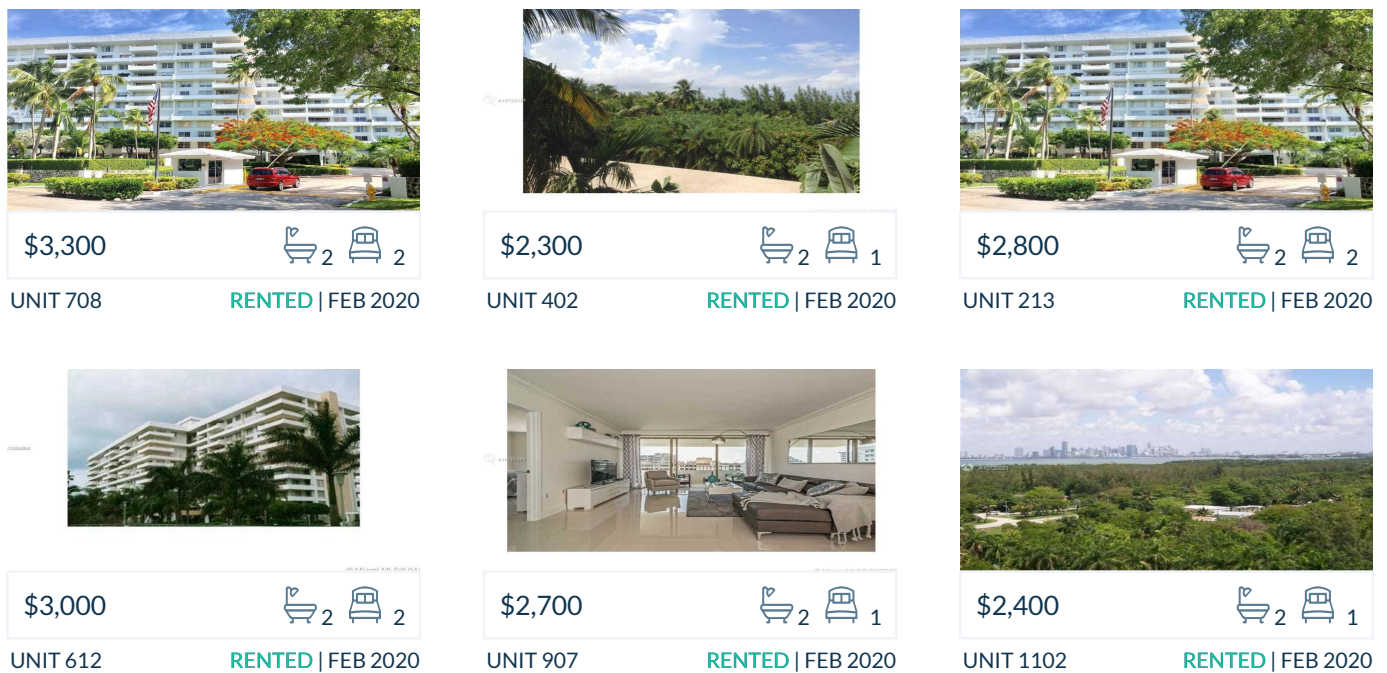 $3,300 2 2
UNIT 708 RENTED | FEB 2020
$2,300 2 1
UNIT 402 RENTED | FEB 2020
$2,800 2 2
UNIT 213 RENTED | FEB 2020
$3,000 2 2
UNIT 612 RENTED | FEB 2020
$2,700 2 1
UNIT 907 RENTED | FEB 2020
$2,400 2 1
UNIT 1102 RENTED | FEB 2020